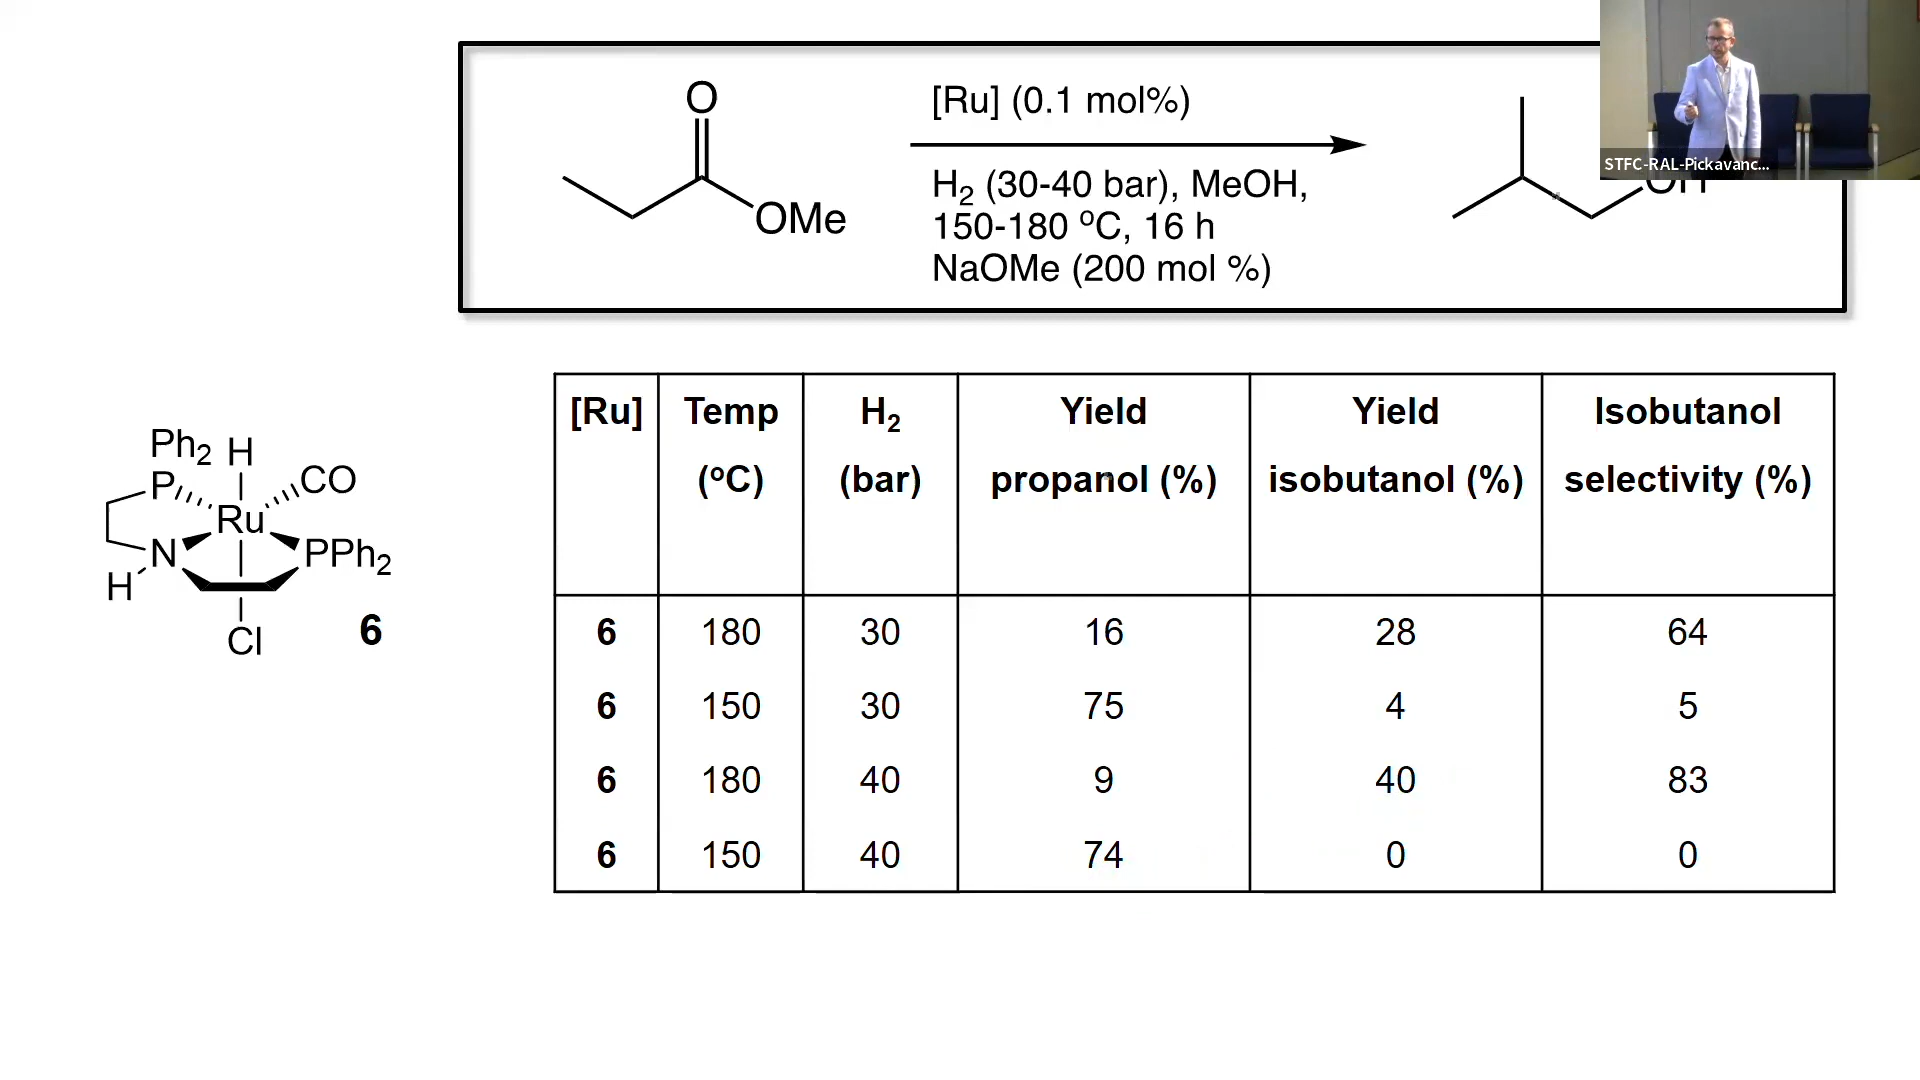 O
OMe
[Ru] (0.1 mol%)
H₂ (30-40 bar), MeOH,
150-180 ºC, 16 h
NaOMe (200 mol %)
OH
STFC-RAL-Pickavanc...
Ph₂
H
P
CO
Ru
N
PPh₂
H
Cl
6
[Ru] Temp (ºC) H₂ (bar) Yield propanol (%) Yield isobutanol (%) Isobutanol selectivity (%)
6 180 30 16 28 64
6 150 30 75 4 5
6 180 40 9 40 83
6 150 40 74 0 0